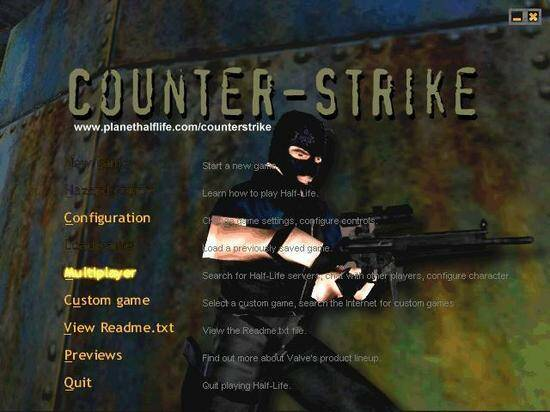 COUNTER-STRIKE
www.planethalflife.com/counterstrike
New game Start a new game.
Hazard course Learn how to play Half-Life.
Configuration Change game settings, configure controls.
Load game Load a previously saved game.
Multiplayer Search for Half-Life servers, chat with other players, configure character
Custom game Select a custom game, search the Internet for custom games
View Readme.txt View the Readme.txt file.
Previews Find out more about Valve's product lineup.
Quit Quit playing Half-Life.